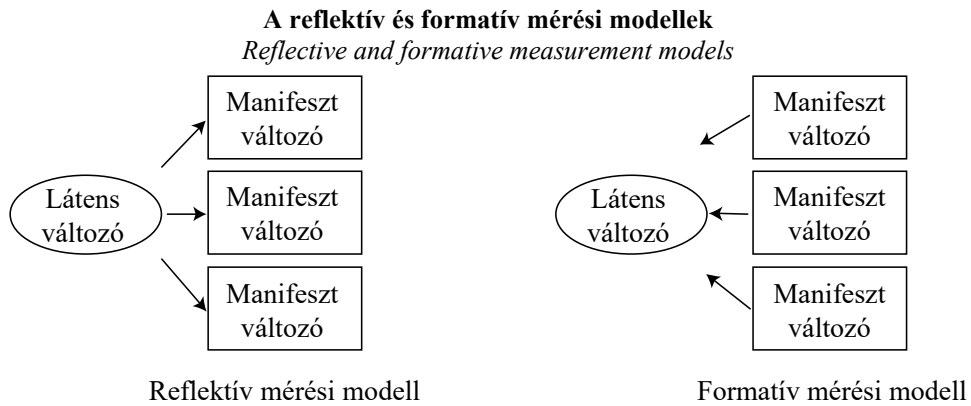 A reflektív és formatív mérési modellek
Reflective and formative measurement models
Manifeszt
változó
Látens
változó
Manifeszt
változó
Manifeszt
változó
Reflektív mérési modell
Manifeszt
változó
Látens
változó
Manifeszt
változó
Manifeszt
változó
Formatív mérési modell